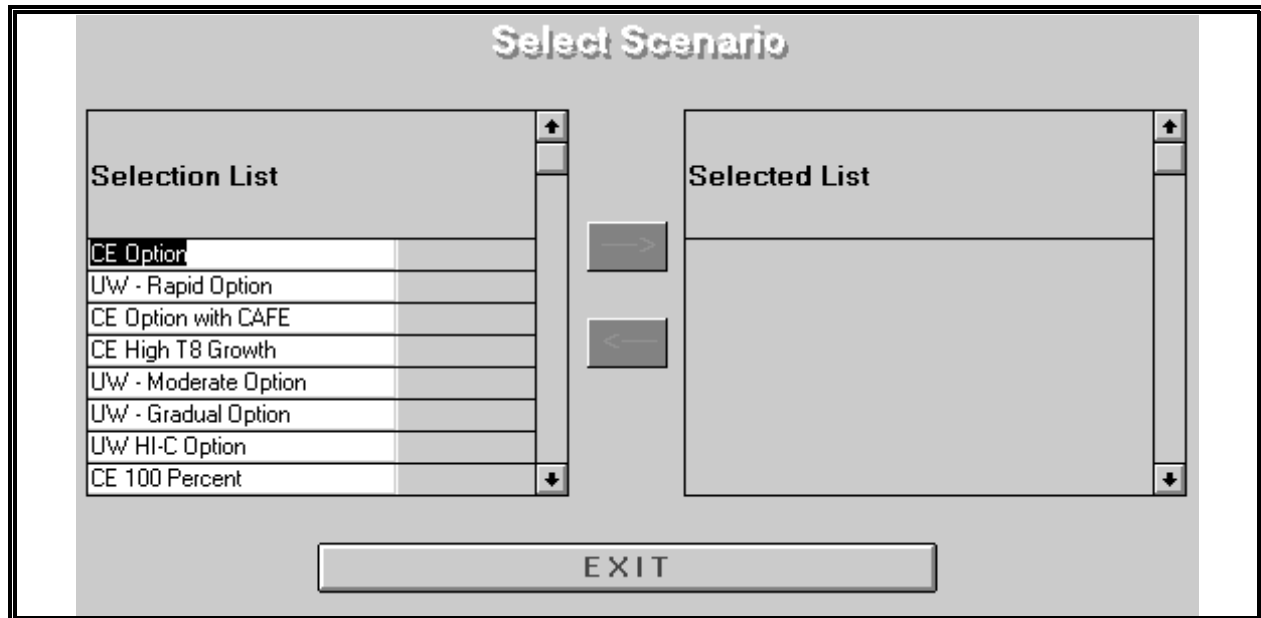 Select Scenario
Selection List
CE Option
UW - Rapid Option
CE Option with CAFE
CE High T8 Growth
UW - Moderate Option
UW - Gradual Option
UW HI-C Option
CE 100 Percent
--->
<---
Selected List
EXIT